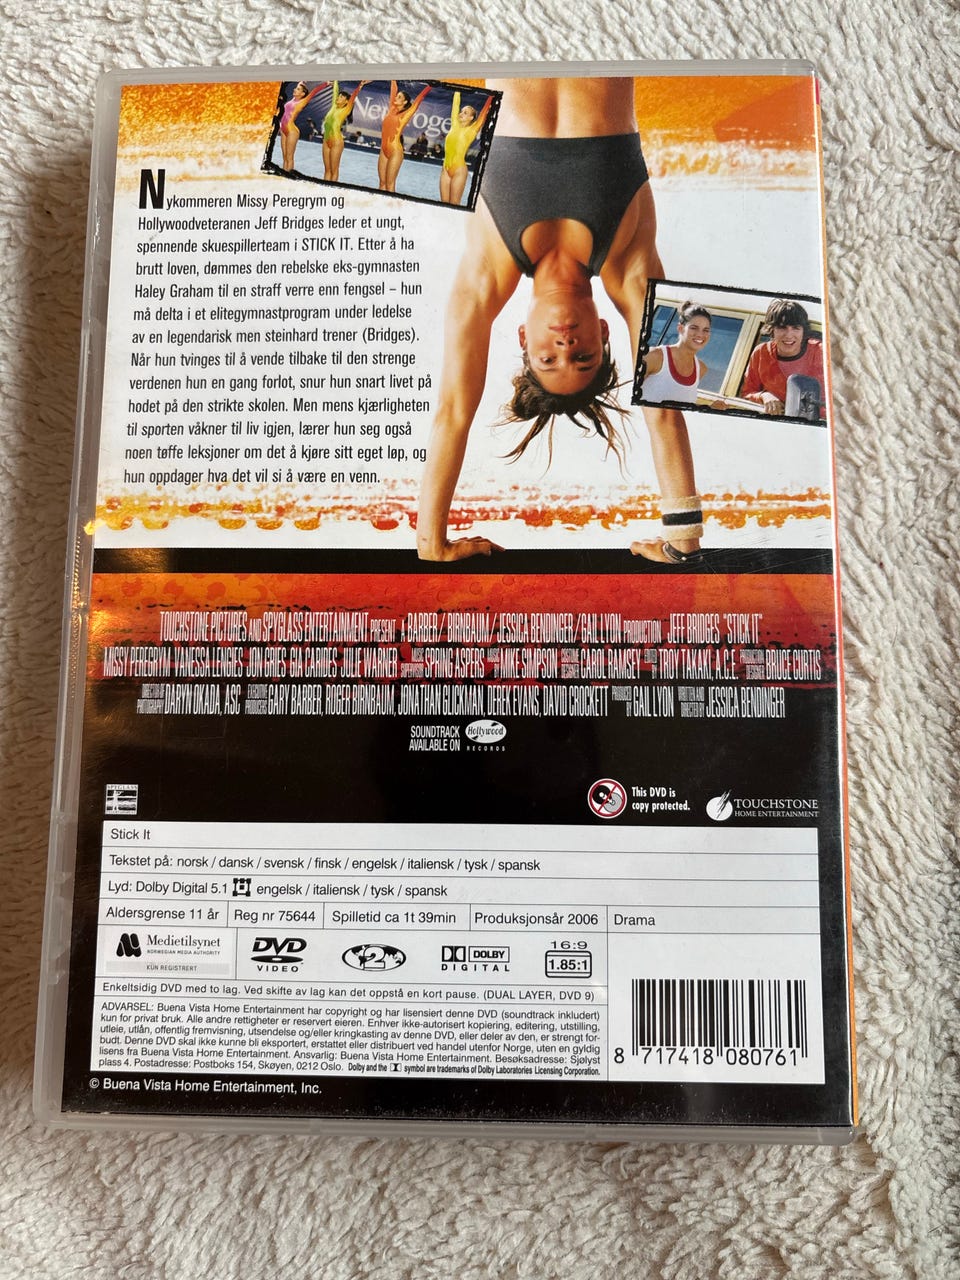 Nykommeren Missy Peregrym og
Hollywoodveteranen Jeff Bridges leder et ungt,
spennende skuespillerteam i STICK IT. Etter å ha
brutt loven, dømmes den rebelske eks-gymnasten
Haley Graham til en straff verre enn fengsel – hun
må delta i et elitegymnastprogram under ledelse
av en legendarisk men steinhard trener (Bridges).
Når hun tvinges til å vende tilbake til den strenge
verdenen hun en gang forlot, snur hun snart livet på
hodet på den strikte skolen. Men mens kjærligheten
til sporten våkner til liv igjen, lærer hun seg også
noen tøffe leksjoner om det å kjøre sitt eget løp, og
hun oppdager hva det vil si å være en venn.
TOUCHSTONE PICTURES AND SPYGLASS ENTERTAINMENT PRESENT A BARBER/BIRNBAUM/JESSICA BENDINGER/GAIL LYON PRODUCTION JEFF BRIDGES "STICK IT"
MISSY PEREGRYM VANESSA LENGIES JON GRIES GIA CARIDES JULIE WARNER SPRING ASPERS MIKE SIMPSON CAROL RAMSEY TROY TAKAKI, A.C.E. PRODUCTION DESIGNER BRUCE CURTIS
DIRECTOR OF PHOTOGRAPHY DARYN OKADA, ASC EXECUTIVE PRODUCERS GARY BARBER, ROGER BIRNBAUM, JONATHAN GLICKMAN, DEREK EVANS, DAVID CROCKETT PRODUCED BY GAIL LYON WRITTEN AND DIRECTED BY JESSICA BENDINGER
SOUNDTRACK
AVAILABLE ON
Hollywood
RECORDS
SPYGLASS
This DVD is
copy protected.
TOUCHSTONE
HOME ENTERTAINMENT
Stick It
Tekstet på: norsk / dansk / svensk / finsk / engelsk / italiensk / tysk / spansk
Lyd: Dolby Digital 5.1 engelsk / italiensk / tysk / spansk
Aldersgrense 11 år Reg nr 75644 Spilletid ca 1t 39min Produksjonsår 2006 Drama
Medietilsynet
NORWEGIAN MEDIA AUTHORITY
KUN REGISTRERT
DVD
VIDEO
2
DOLBY
DIGITAL
16:9
1.85:1
Enkeltsidig DVD med to lag. Ved skifte av lag kan det oppstå en kort pause. (DUAL LAYER, DVD 9)
ADVARSEL: Buena Vista Home Entertainment har copyright og har lisensiert denne DVD (soundtrack inkludert)
kun for privat bruk. Alle andre rettigheter er reservert eieren. Enhver ikke-autorisert kopiering, editering, utstilling,
utleie, utlån, offentlig fremvisning, utsendelse og/eller kringkasting av denne DVD, eller deler av den, er strengt for-
budt. Denne DVD skal ikke kunne bli eksportert, erstattet eller distribuert ved handel utenfor Norge, uten en gyldig
lisens fra Buena Vista Home Entertainment. Ansvarlig: Buena Vista Home Entertainment. Besøksadresse: Sjølyst
plass 4. Postadresse: Postboks 154, Skøyen, 0212 Oslo. Dolby and the symbol are trademarks of Dolby Laboratories Licensing Corporation.
8 717418 080761
© Buena Vista Home Entertainment, Inc.